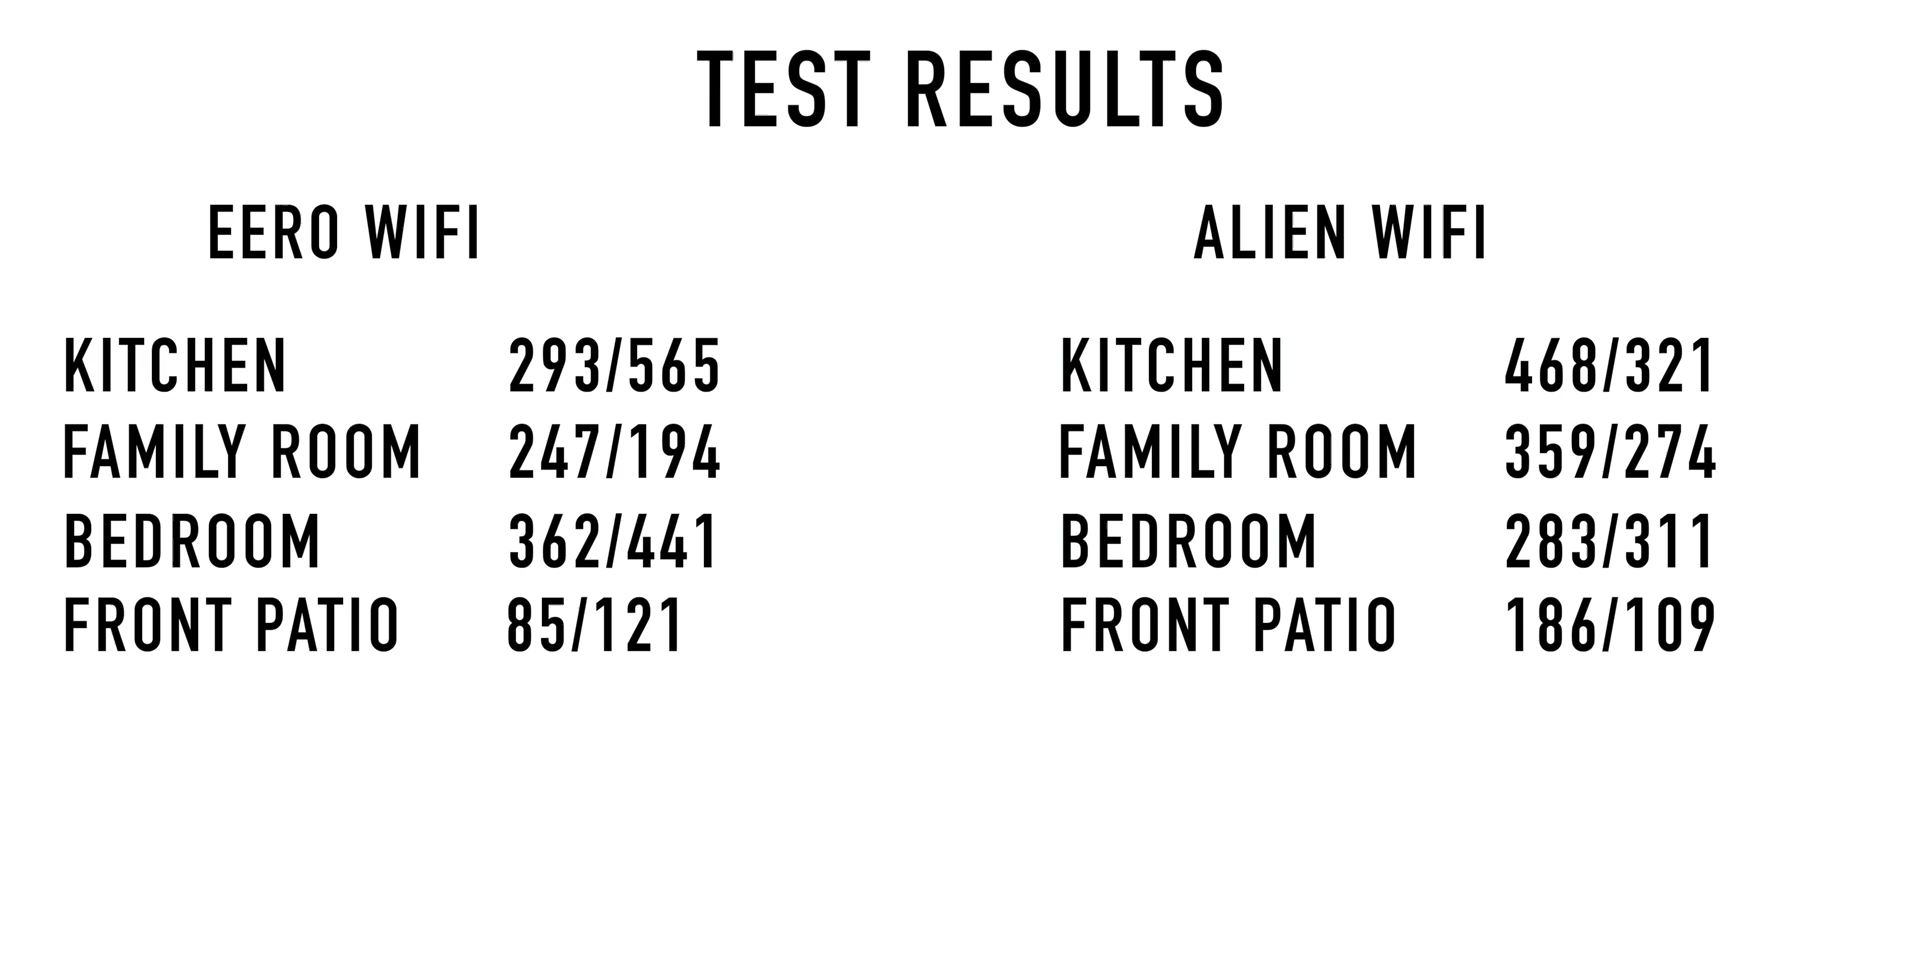 TEST RESULTS
EERO WIFI
KITCHEN 293/565
FAMILY ROOM 247/194
BEDROOM 362/441
FRONT PATIO 85/121
ALIEN WIFI
KITCHEN 468/321
FAMILY ROOM 359/274
BEDROOM 283/311
FRONT PATIO 186/109